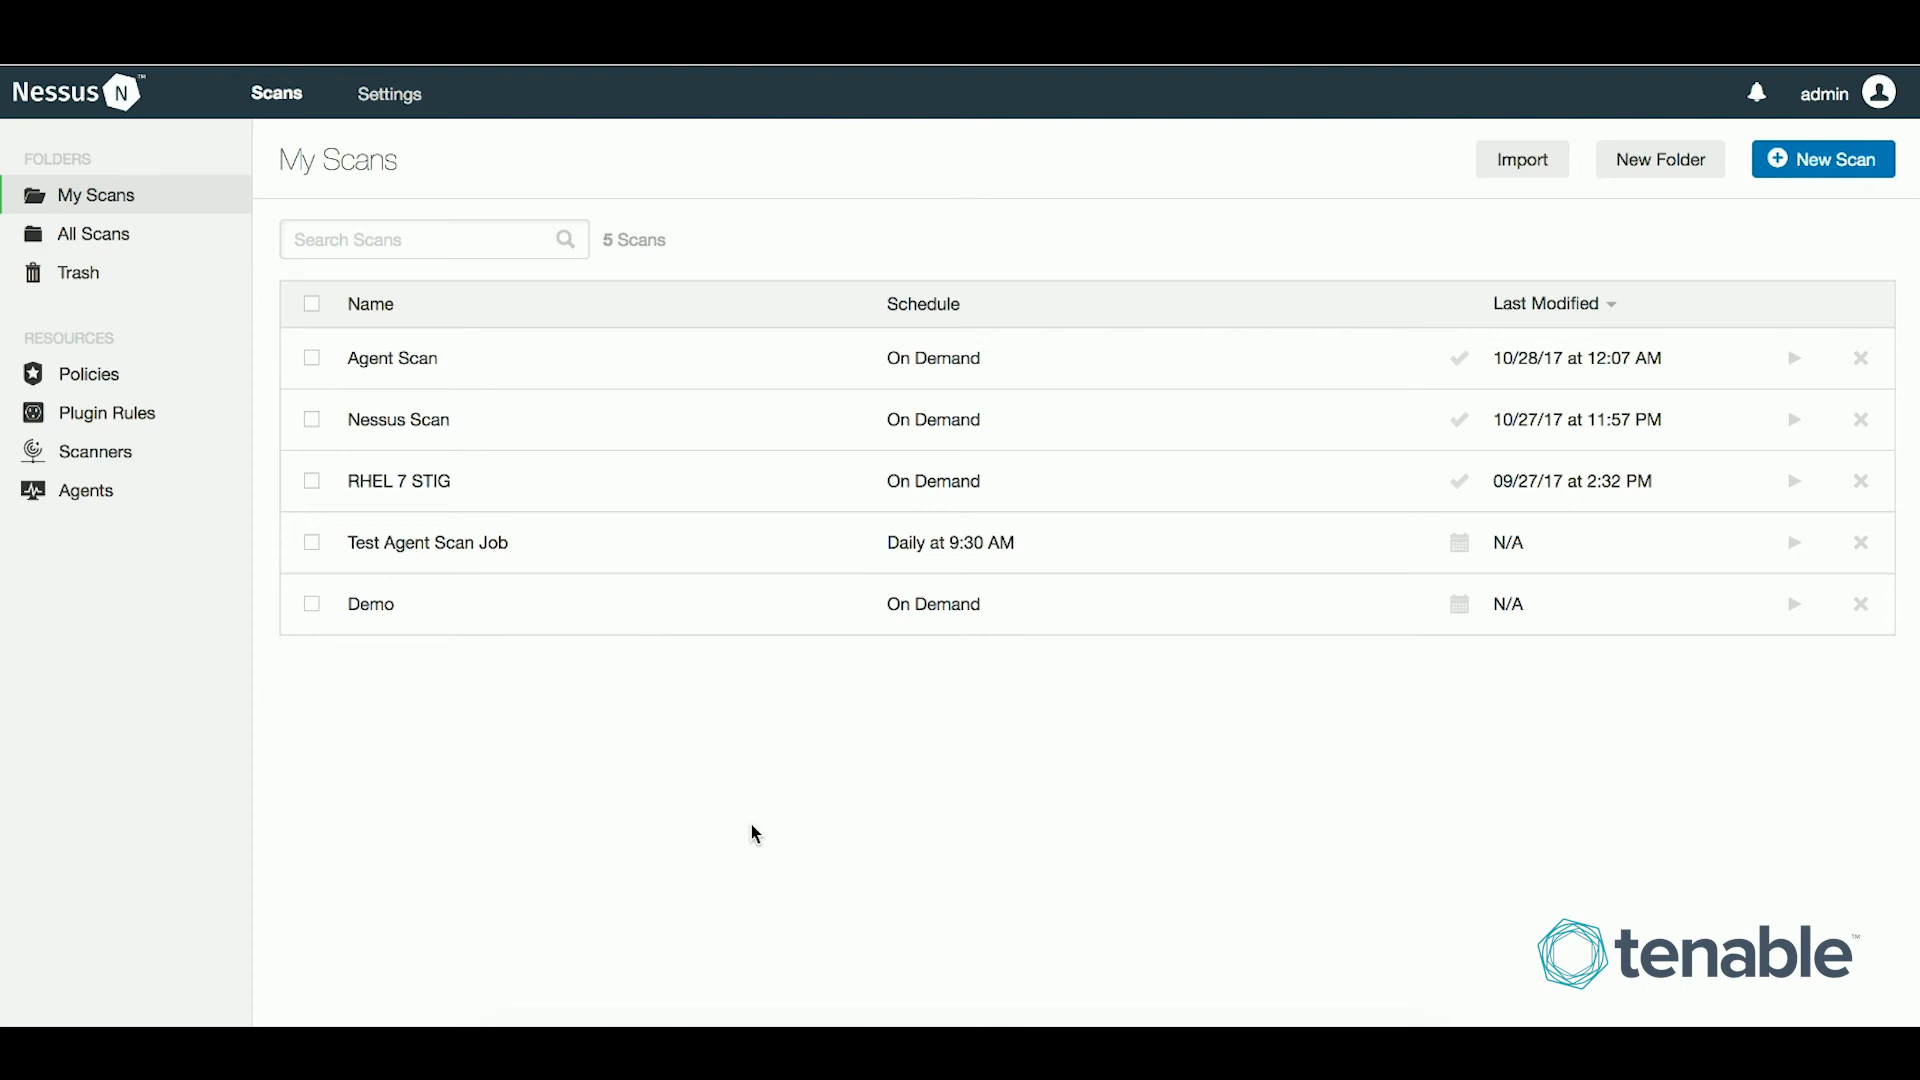 Nessus N ™ Scans Settings admin
FOLDERS
My Scans
All Scans
Trash
RESOURCES
Policies
Plugin Rules
Scanners
Agents
My Scans Import New Folder New Scan
Search Scans 5 Scans
Name Schedule Last Modified
Agent Scan On Demand 10/28/17 at 12:07 AM
Nessus Scan On Demand 10/27/17 at 11:57 PM
RHEL 7 STIG On Demand 09/27/17 at 2:32 PM
Test Agent Scan Job Daily at 9:30 AM N/A
Demo On Demand N/A
tenable™